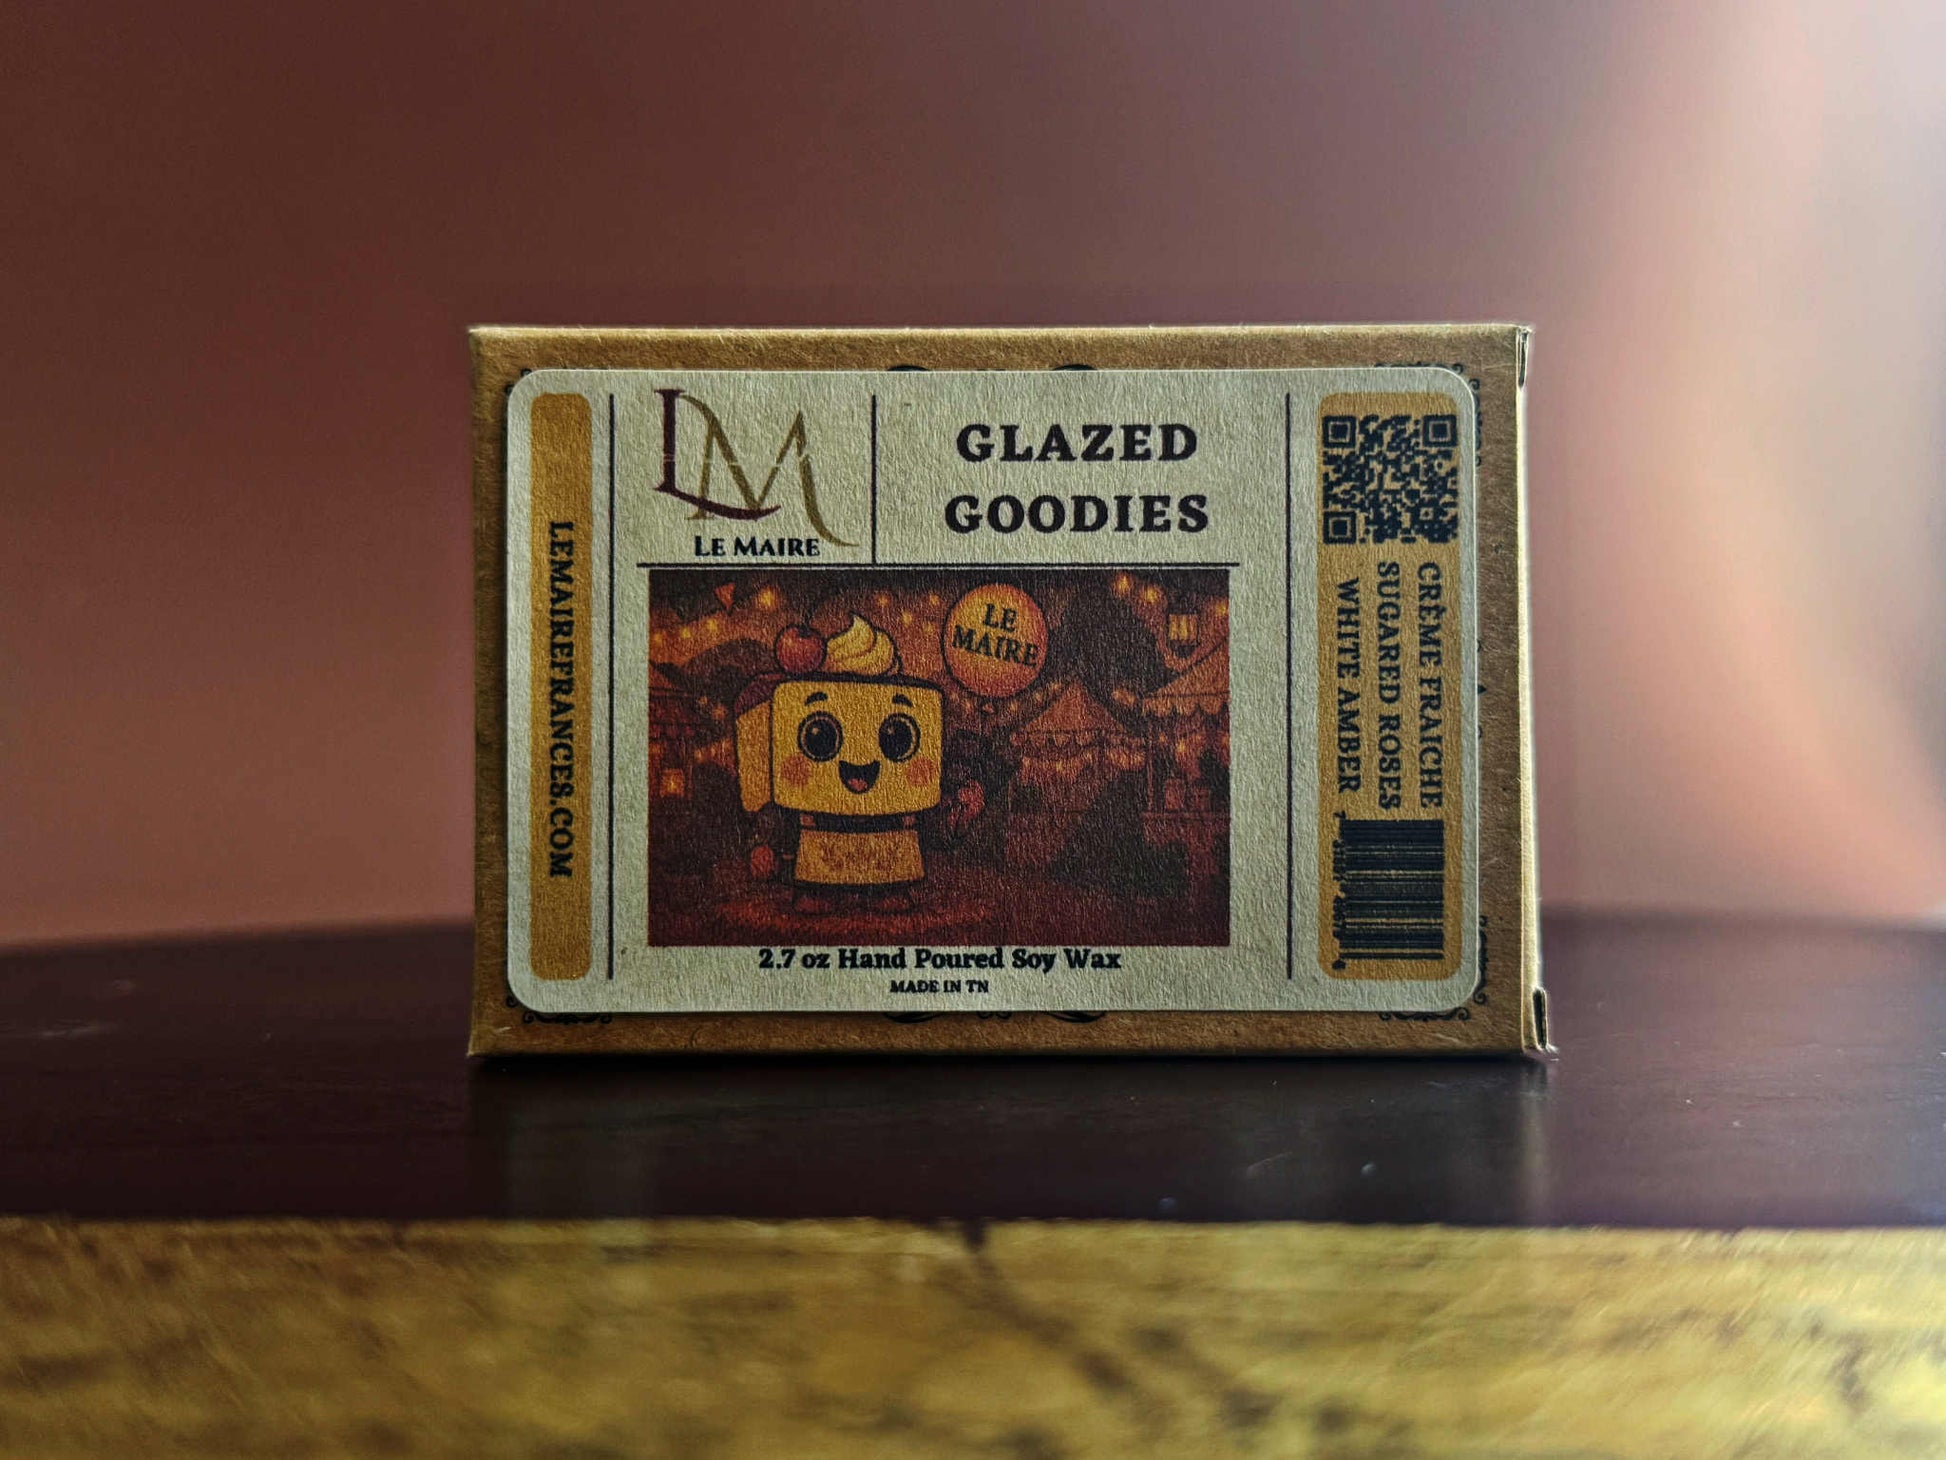 LEMAIREFRANCES.COM
LM
LE MAIRE
GLAZED
GOODIES
LE
MAIRE
2.7 oz Hand Poured Soy Wax
MADE IN TN
CRÈME FRAICHE
SUGARED ROSES
WHITE AMBER